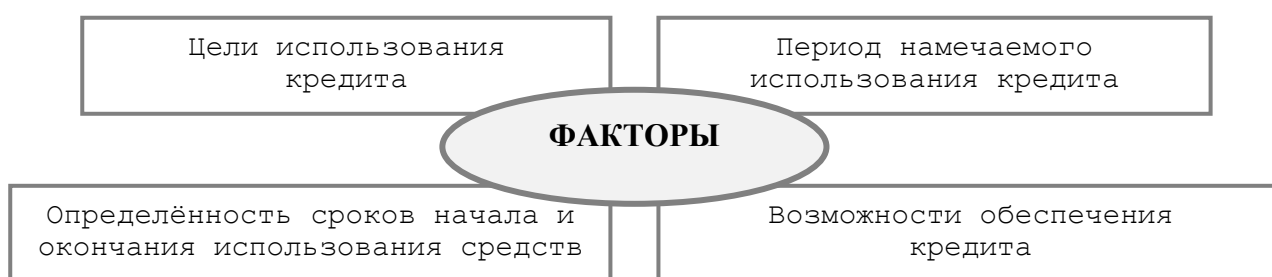 Цели использования
кредита
Период намечаемого
использования кредита
ФАКТОРЫ
Определённость сроков начала и
окончания использования средств
Возможности обеспечения
кредита